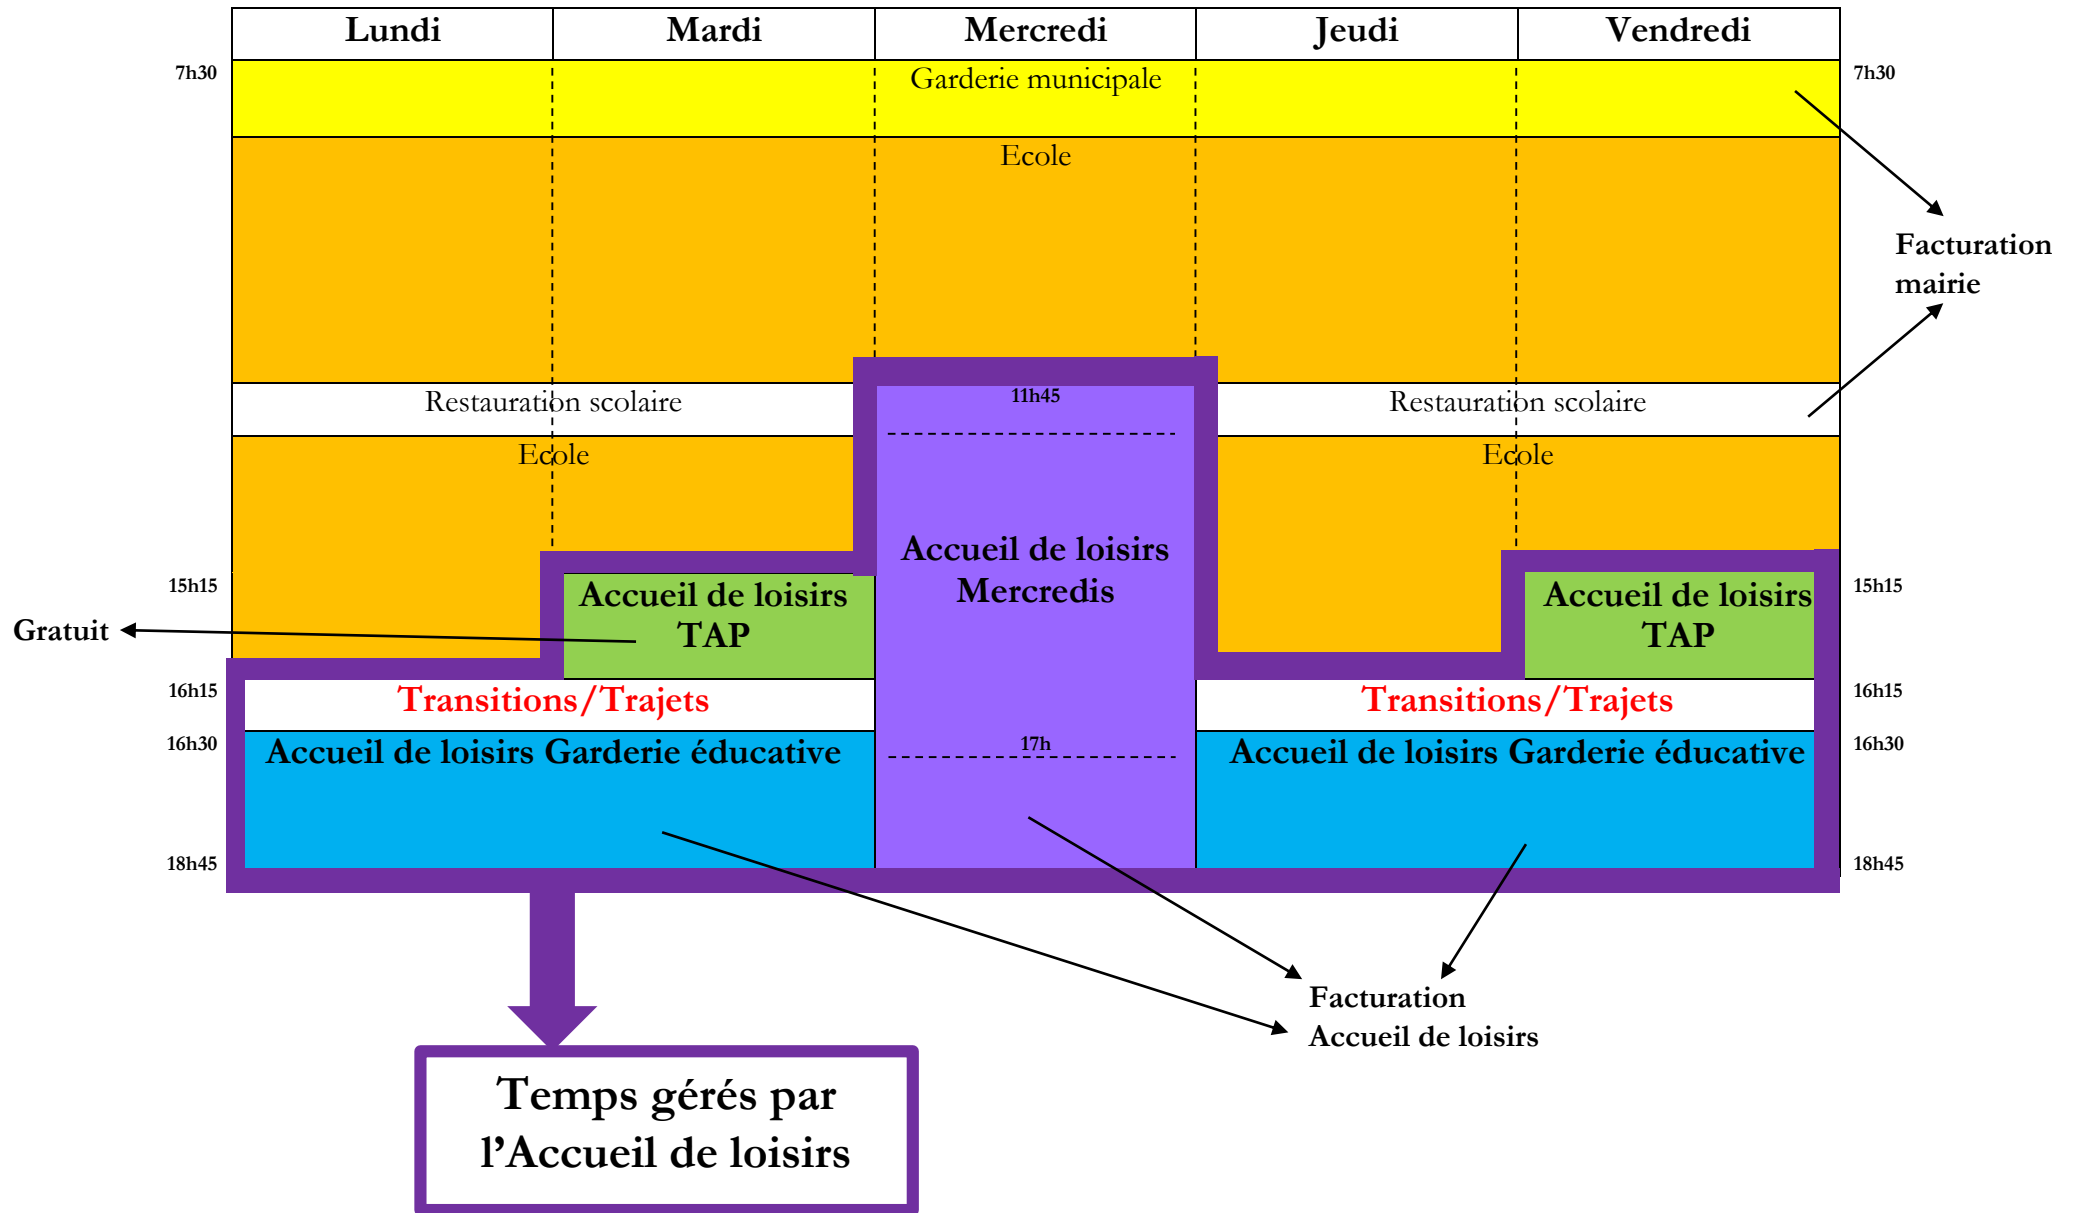 Lundi Mardi Mercredi Jeudi Vendredi
7h30 Garderie municipale 7h30
Ecole
Facturation
mairie
Restauration scolaire 11h45 Restauration scolaire
Ecole Ecole
Accueil de loisirs
Mercredis
15h15 Accueil de loisirs Accueil de loisirs 15h15
Gratuit TAP TAP
16h15 Transitions/Trajets Transitions/Trajets 16h15
16h30 Accueil de loisirs Garderie éducative 17h Accueil de loisirs Garderie éducative 16h30
18h45 18h45
Facturation
Accueil de loisirs
Temps gérés par
l’Accueil de loisirs